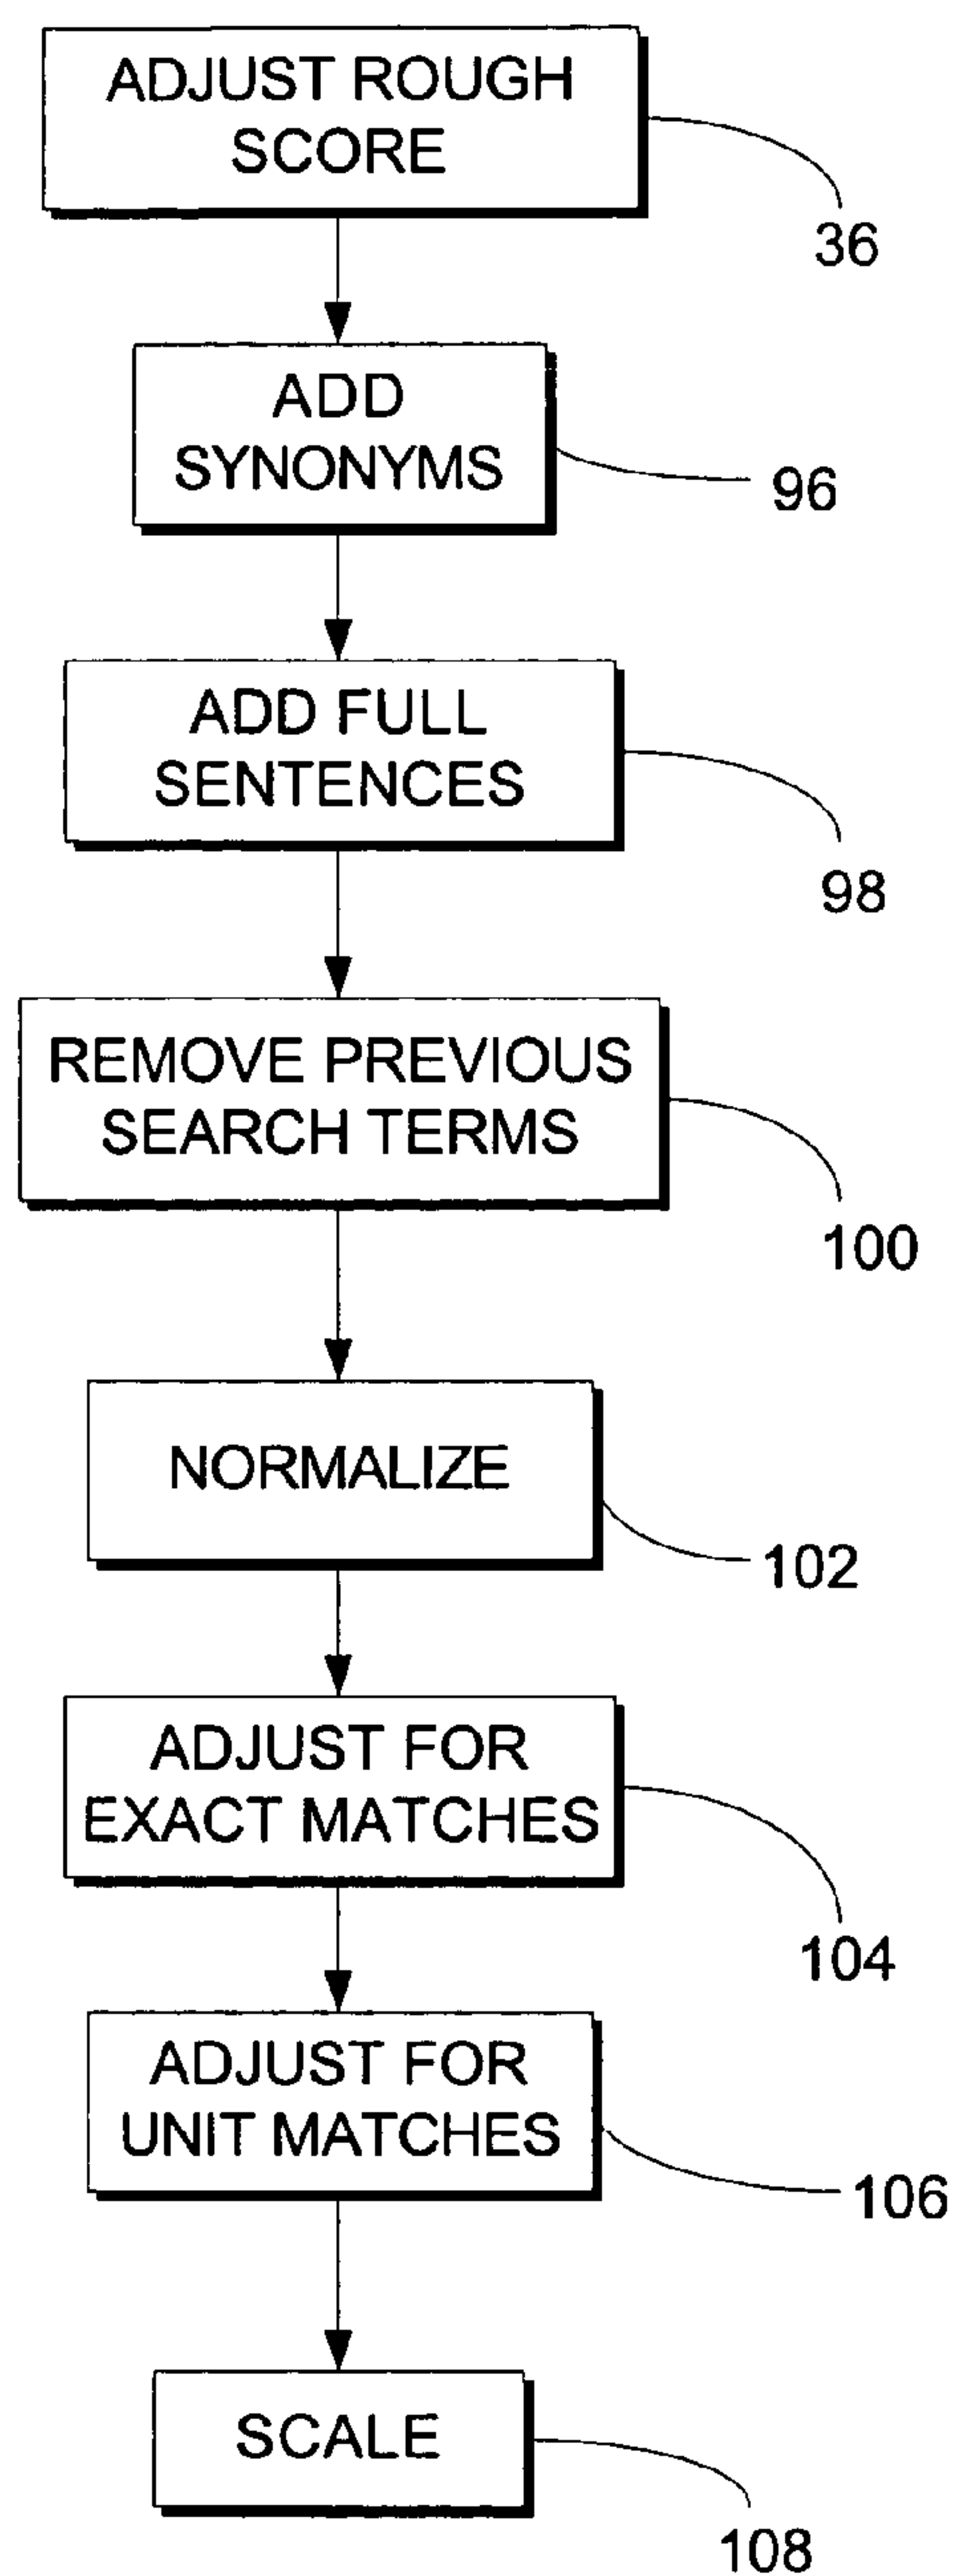 ADJUST ROUGH
SCORE
36
ADD
SYNONYMS
96
ADD FULL
SENTENCES
98
REMOVE PREVIOUS
SEARCH TERMS
100
NORMALIZE
102
ADJUST FOR
EXACT MATCHES
104
ADJUST FOR
UNIT MATCHES
106
SCALE
108